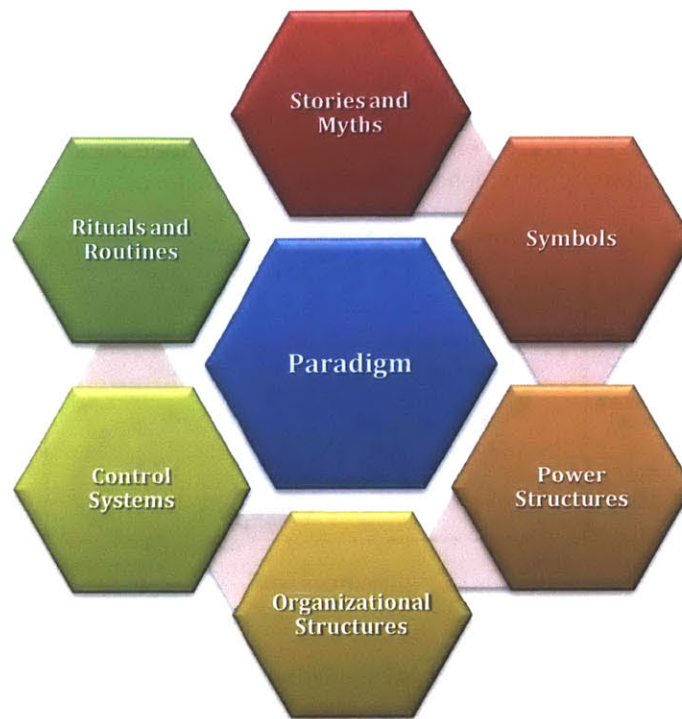 Stories and
Myths
Symbols
Rituals and
Routines
Paradigm
Control
Systems
Power
Structures
Organizational
Structures